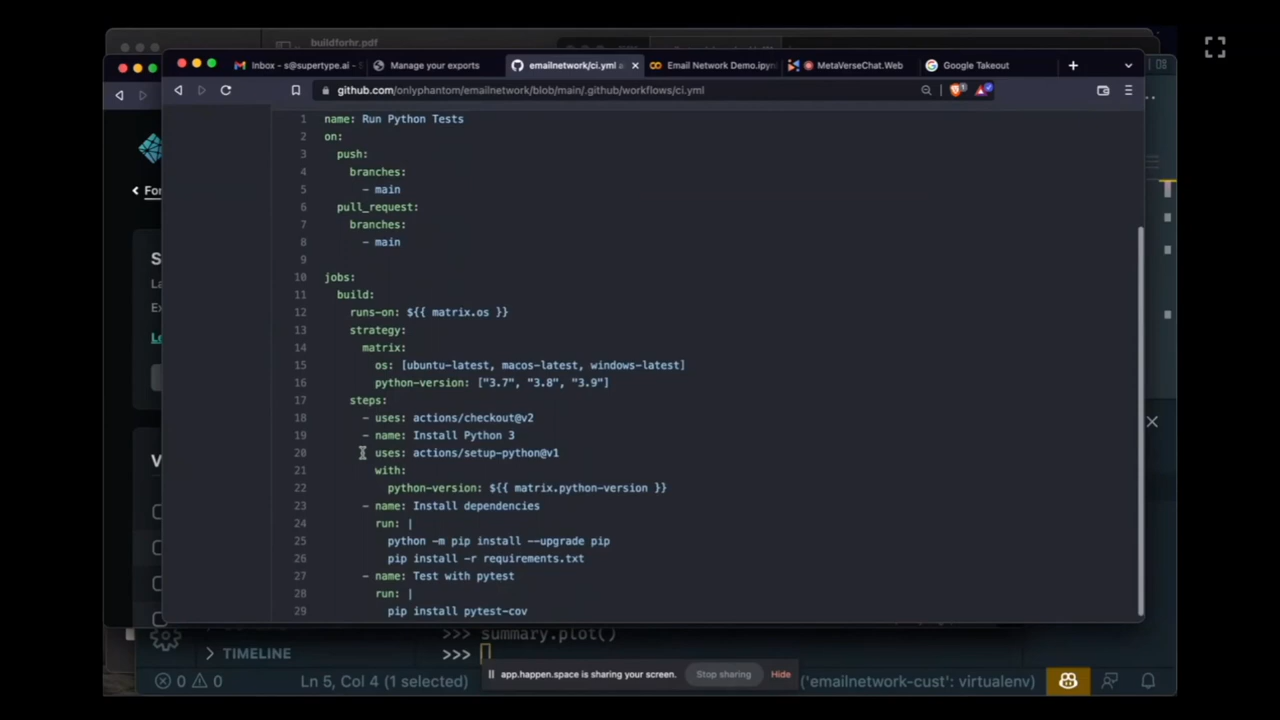 buildforhr.pdf
Inbox - s@supertype.ai - S
Manage your exports
emailnetwork/ci.yml a
Email Network Demo.ipyn
MetaVerseChat.Web
Google Takeout
github.com/onlyphantom/emailnetwork/blob/main/.github/workflows/ci.yml
For
S
La
Ex
Le
V
1 name: Run Python Tests
2 on:
3 push:
4 branches:
5 - main
6 pull_request:
7 branches:
8 - main
9
10 jobs:
11 build:
12 runs-on: ${{ matrix.os }}
13 strategy:
14 matrix:
15 os: [ubuntu-latest, macos-latest, windows-latest]
16 python-version: ["3.7", "3.8", "3.9"]
17 steps:
18 - uses: actions/checkout@v2
19 - name: Install Python 3
20 uses: actions/setup-python@v1
21 with:
22 python-version: ${{ matrix.python-version }}
23 - name: Install dependencies
24 run: |
25 python -m pip install --upgrade pip
26 pip install -r requirements.txt
27 - name: Test with pytest
28 run: |
29 pip install pytest-cov
>>> summary.plot()
>>>
TIMELINE
app.happen.space is sharing your screen.
Stop sharing
Hide
0 0
Ln 5, Col 4 (1 selected)
('emailnetwork-cust': virtualenv)